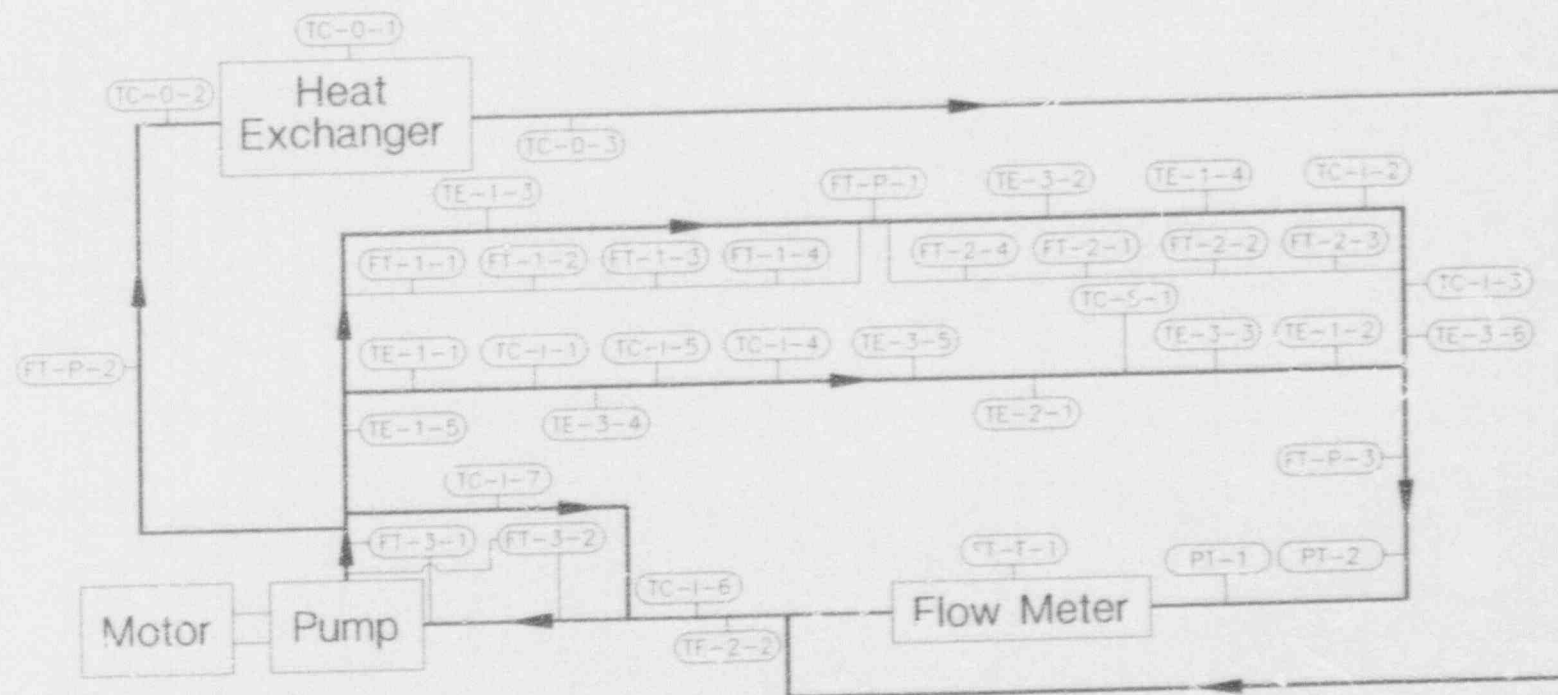 TC-0-1
TC-0-2
Heat
Exchanger
TC-0-3
TE-1-3
FT-P-1
TE-3-2
TE-1-4
TC-1-2
FT-1-1
FT-1-2
FT-1-3
FT-1-4
FT-2-4
FT-2-1
FT-2-2
FT-2-3
TC-1-3
TC-S-1
FT-P-2
TE-1-1
TC-1-1
TC-1-5
TC-1-4
TE-3-5
TE-3-3
TE-1-2
TE-3-6
TE-1-5
TE-3-4
TE-2-1
FT-P-3
TC-1-7
FT-3-1
FT-3-2
PT-1
PT-2
TC-1-6
Motor
Pump
Flow Meter
TE-2-2